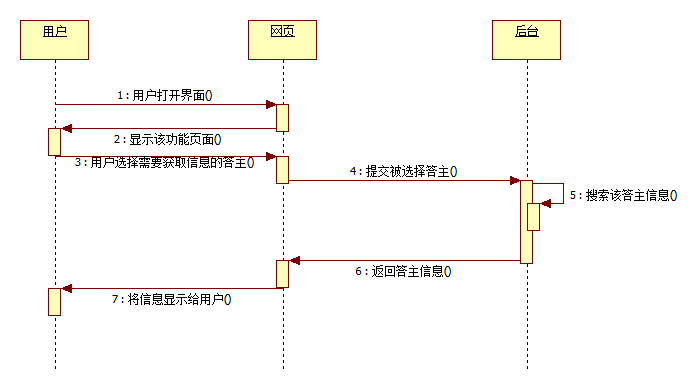 用户
网页
后台
1 : 用户打开界面()
2 : 显示该功能页面()
3 : 用户选择需要获取信息的答主()
4 : 提交被选择答主()
5 : 搜索该答主信息()
6 : 返回答主信息()
7 : 将信息显示给用户()